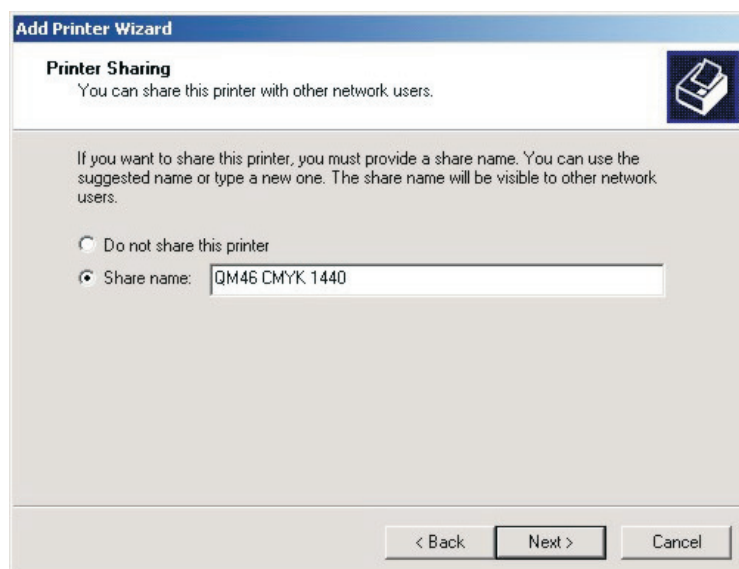 Add Printer Wizard
Printer Sharing
You can share this printer with other network users.
If you want to share this printer, you must provide a share name. You can use the
suggested name or type a new one. The share name will be visible to other network
users.
Do not share this printer
Share name: QM46 CMYK 1440
< Back Next > Cancel